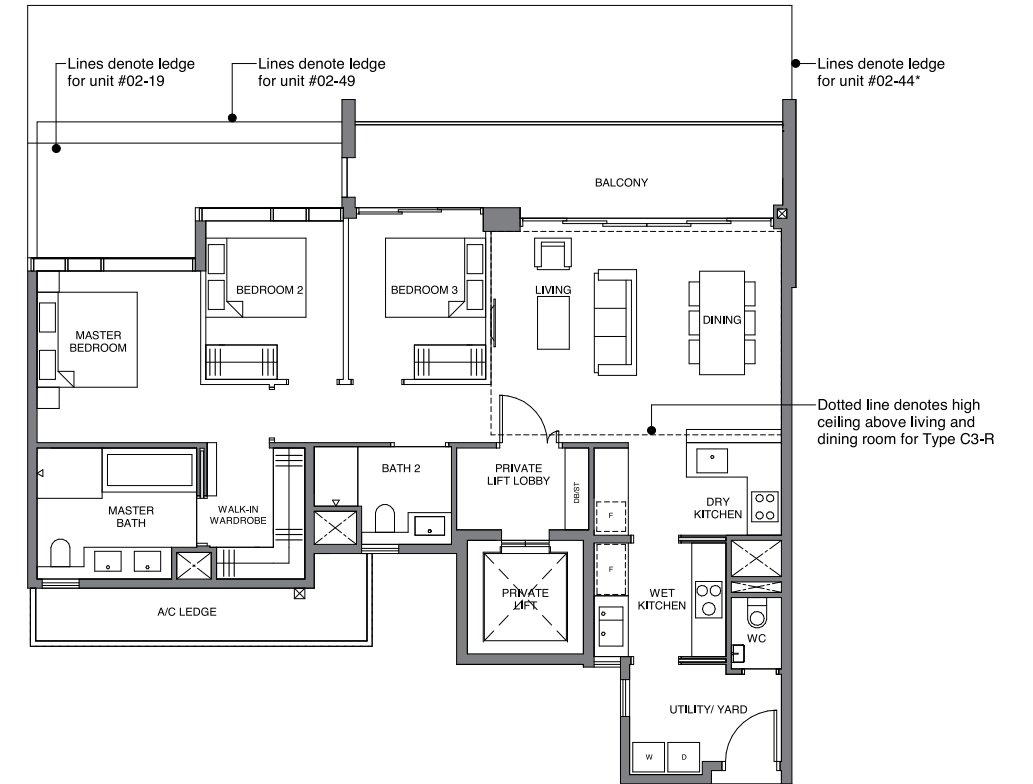 Lines denote ledge
for unit #02-19
Lines denote ledge
for unit #02-49
Lines denote ledge
for unit #02-44*
BALCONY
BEDROOM 2
BEDROOM 3
LIVING
DINING
MASTER
BEDROOM
Dotted line denotes high
ceiling above living and
dining room for Type C3-R
BATH 2
PRIVATE
LIFT LOBBY
DB/ST
MASTER
BATH
WALK-IN
WARDROBE
F
DRY
KITCHEN
F
PRIVATE
LIFT
WET
KITCHEN
A/C LEDGE
WC
UTILITY/ YARD
W
D